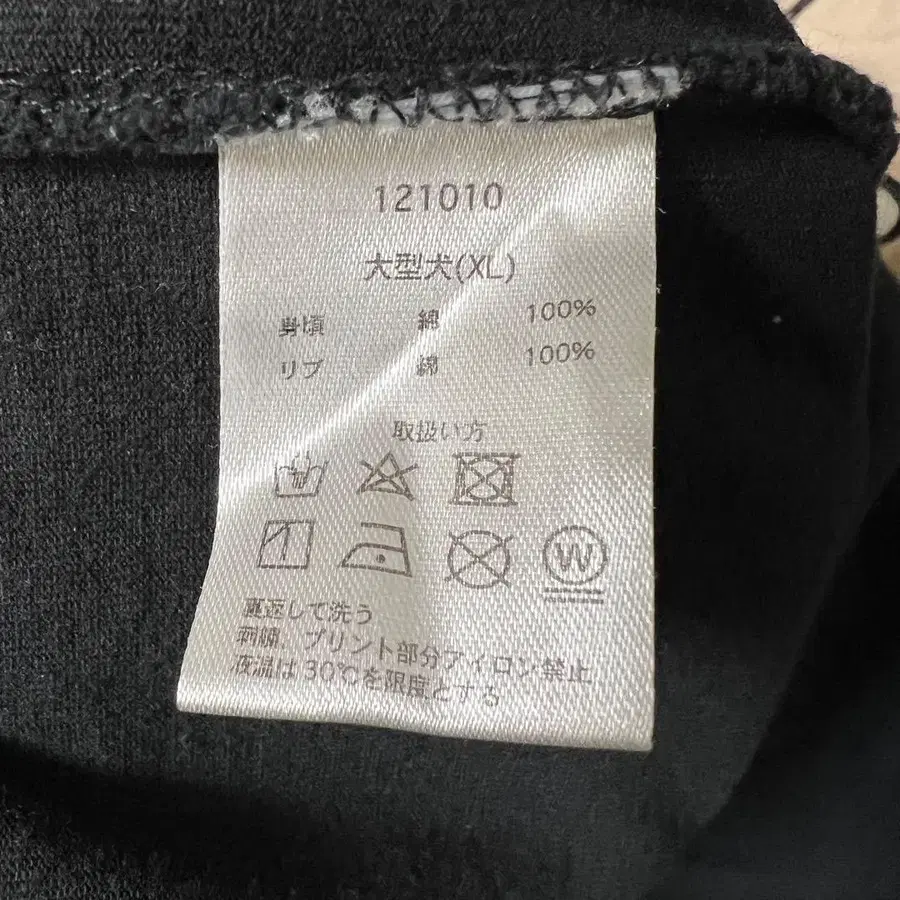 121010
大型犬(XL)
身頃 綿 100%
リブ 綿 100%
取扱い方
W
裏返して洗う
刺繍、プリント部分アイロン禁止
液温は30℃を限度とする